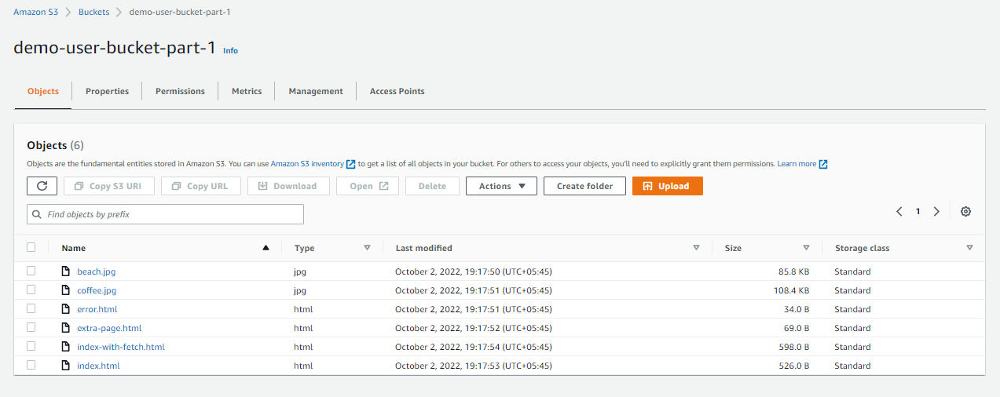 Amazon S3 > Buckets > demo-user-bucket-part-1
demo-user-bucket-part-1 Info
Objects Properties Permissions Metrics Management Access Points
Objects (6)
Objects are the fundamental entities stored in Amazon S3. You can use Amazon S3 inventory to get a list of all objects in your bucket. For others to access your objects, you'll need to explicitly grant them permissions. Learn more
Copy S3 URI Copy URL Download Open Delete Actions Create folder Upload
Find objects by prefix 1
Name Type Last modified Size Storage class
beach.jpg jpg October 2, 2022, 19:17:50 (UTC+05:45) 85.8 KB Standard
coffee.jpg jpg October 2, 2022, 19:17:51 (UTC+05:45) 108.4 KB Standard
error.html html October 2, 2022, 19:17:51 (UTC+05:45) 34.0 B Standard
extra-page.html html October 2, 2022, 19:17:52 (UTC+05:45) 69.0 B Standard
index-with-fetch.html html October 2, 2022, 19:17:54 (UTC+05:45) 598.0 B Standard
index.html html October 2, 2022, 19:17:53 (UTC+05:45) 526.0 B Standard